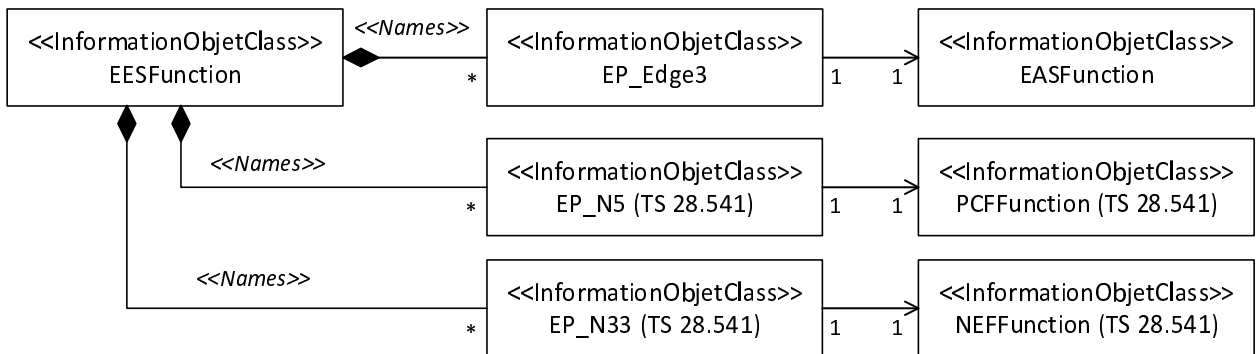 <<InformationObjetClass>>
EESFunction
<<Names>>
*
<<InformationObjetClass>>
EP_Edge3
1
1
<<InformationObjetClass>>
EASFunction
<<Names>>
*
<<InformationObjetClass>>
EP_N5 (TS 28.541)
1
1
<<InformationObjetClass>>
PCFFunction (TS 28.541)
<<Names>>
*
<<InformationObjetClass>>
EP_N33 (TS 28.541)
1
1
<<InformationObjetClass>>
NEFFunction (TS 28.541)